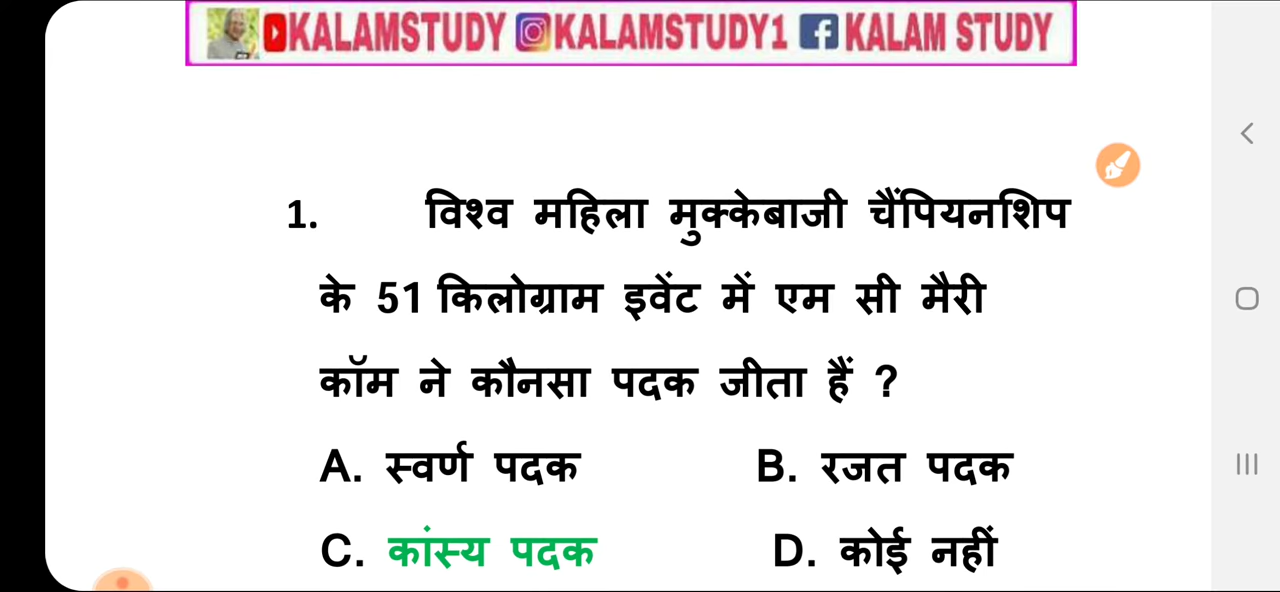 KALAMSTUDY KALAMSTUDY1 KALAM STUDY
1. विश्व महिला मुक्केबाजी चैंपियनशिप
के 51 किलोग्राम इवेंट में एम सी मैरी
कॉम ने कौनसा पदक जीता हैं ?
A. स्वर्ण पदक B. रजत पदक
C. कांस्य पदक D. कोई नहीं